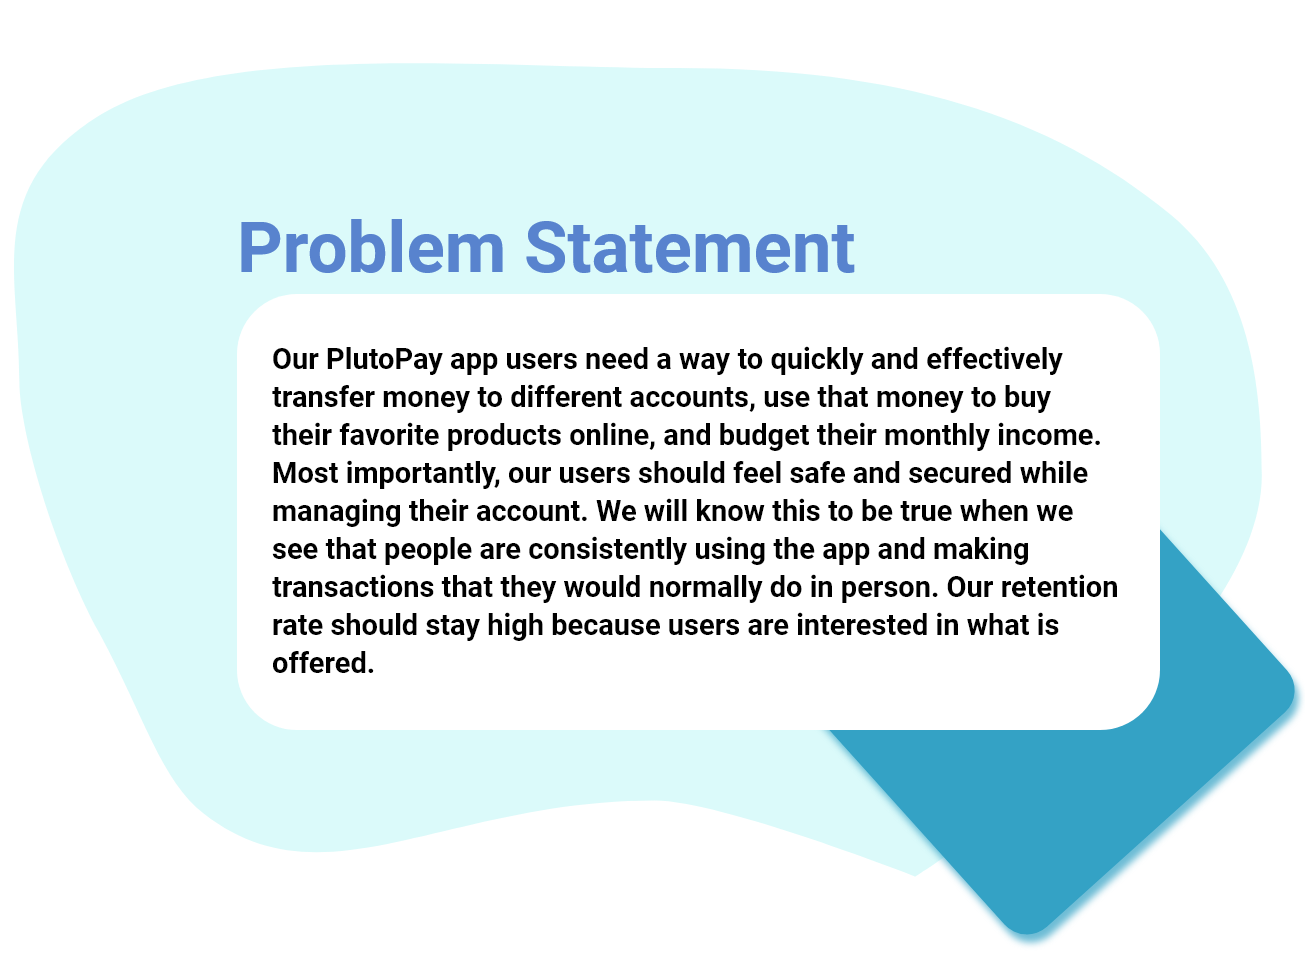 Problem Statement
Our PlutoPay app users need a way to quickly and effectively
transfer money to different accounts, use that money to buy
their favorite products online, and budget their monthly income.
Most importantly, our users should feel safe and secured while
managing their account. We will know this to be true when we
see that people are consistently using the app and making
transactions that they would normally do in person. Our retention
rate should stay high because users are interested in what is
offered.